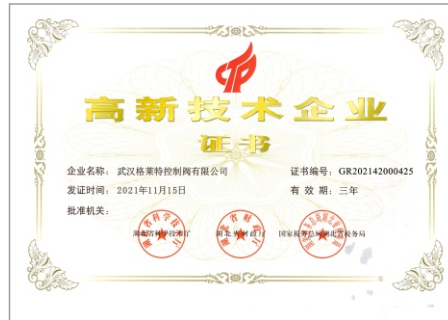 高新技术企业
证书
企业名称： 武汉格莱特控制阀有限公司 证书编号： GR202142000425
发证时间： 2021年11月15日 有 效 期： 三年
批准机关：
湖北省科学技术厅 湖北省财政厅 国家税务总局湖北省税务局